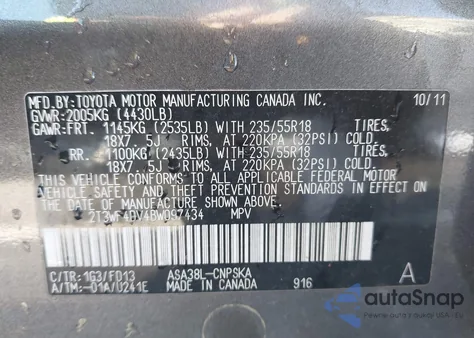 MFD.BY:TOYOTA MOTOR MANUFACTURING CANADA INC. 10/11
GVWR:2005KG (4430LB)
GAWR:FRT. 1145KG (2535LB) WITH 235/55R18 TIRES,
18X7.5J RIMS, AT 220KPA (32PSI) COLD.
RR. 1100KG (2435LB) WITH 235/55R18 TIRES,
18X7.5J RIMS, AT 220KPA (32PSI) COLD.
THIS VEHICLE CONFORMS TO ALL APPLICABLE FEDERAL MOTOR
VEHICLE SAFETY AND THEFT PREVENTION STANDARDS IN EFFECT ON
THE DATE OF MANUFACTURE SHOWN ABOVE.
2T3WF4DV4BW097434 MPV
C/TR:1G3/FD13 ASA38L-CNPSKA
A/TM:-01A/U241E MADE IN CANADA 916 A
autoSnap